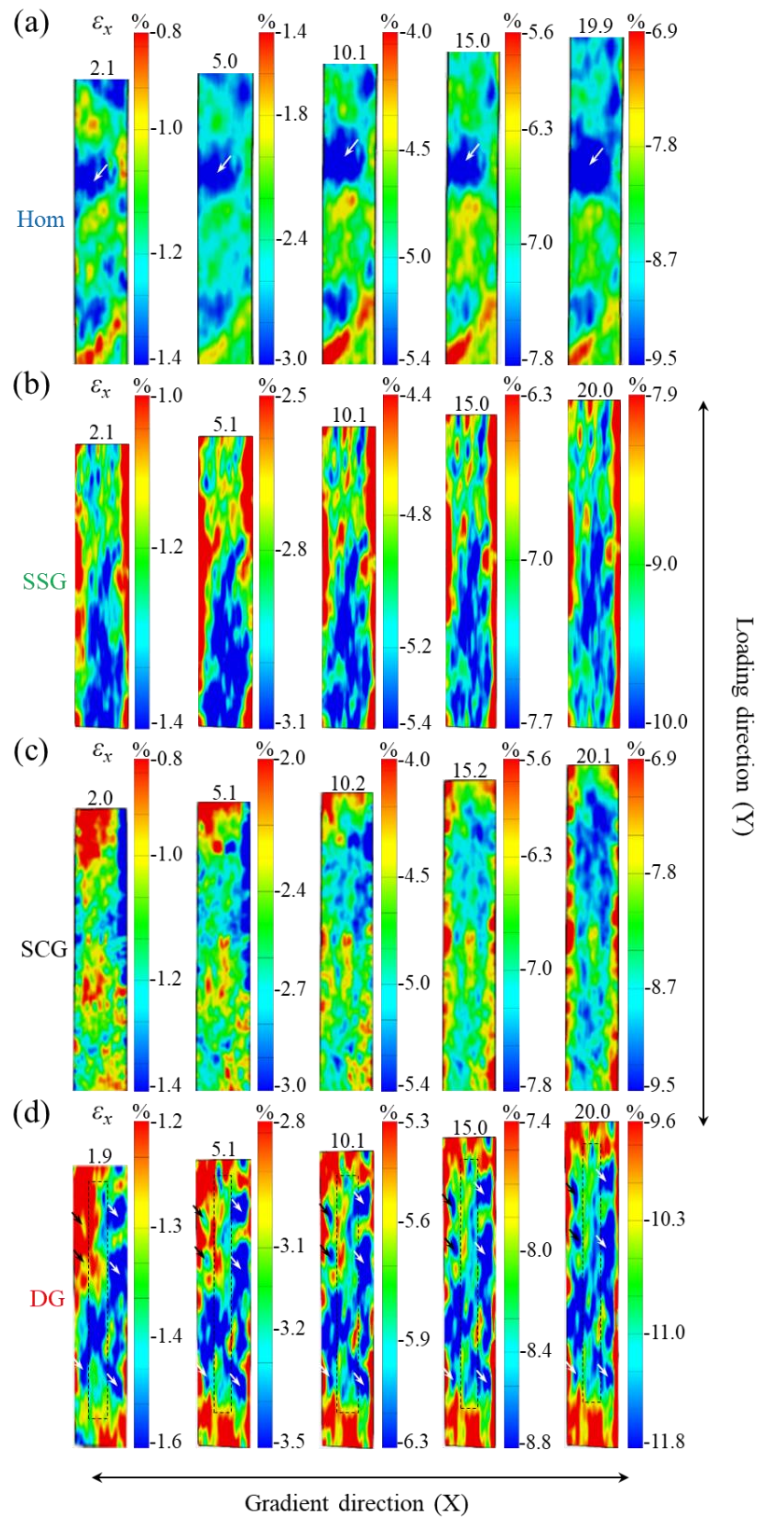 (a) εx % -0.8 % -1.4 % -4.0 % -5.6 % -6.9
2.1 5.0 10.1 15.0 19.9
-1.0 -1.8 -4.5 -6.3 -7.8
Hom
-1.2 -2.4 -5.0 -7.0 -8.7
-1.4 -3.0 -5.4 -7.8 -9.5
(b) εx % -1.0 % -2.5 % -4.4 % -6.3 % -7.9
2.1 5.1 10.1 15.0 20.0
-1.2 -2.8 -4.8 -7.0 -9.0
SSG
-5.2
-1.4 -3.1 -5.4 -7.7 -10.0
Loading direction (Y)
(c) εx % -0.8 % -2.0 % -4.0 % -5.6 % -6.9
2.0 5.1 10.2 15.2 20.1
-1.0 -2.4 -4.5 -6.3 -7.8
SCG
-1.2 -2.7 -5.0 -7.0 -8.7
-1.4 -3.0 -5.4 -7.8 -9.5
(d) εx % -1.2 % -2.8 % -5.3 % -7.4 % -9.6
1.9 5.1 10.1 15.0 20.0
-1.3 -3.1 -5.6 -8.0 -10.3
DG
-1.4 -3.2 -5.9 -8.4 -11.0
-1.6 -3.5 -6.3 -8.8 -11.8
Gradient direction (X)